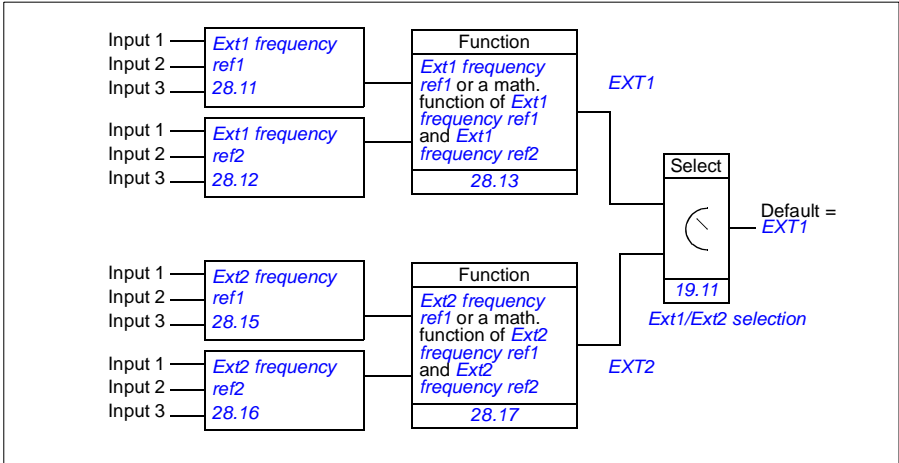 Input 1
Input 2
Input 3
Ext1 frequency
ref1
28.11
Input 1
Input 2
Input 3
Ext1 frequency
ref2
28.12
Function
Ext1 frequency
ref1 or a math.
function of Ext1
frequency ref1
and Ext1
frequency ref2
28.13
EXT1
Select
Default =
EXT1
19.11
Ext1/Ext2 selection
Input 1
Input 2
Input 3
Ext2 frequency
ref1
28.15
Input 1
Input 2
Input 3
Ext2 frequency
ref2
28.16
Function
Ext2 frequency
ref1 or a math.
function of Ext2
frequency ref1
and Ext2
frequency ref2
28.17
EXT2